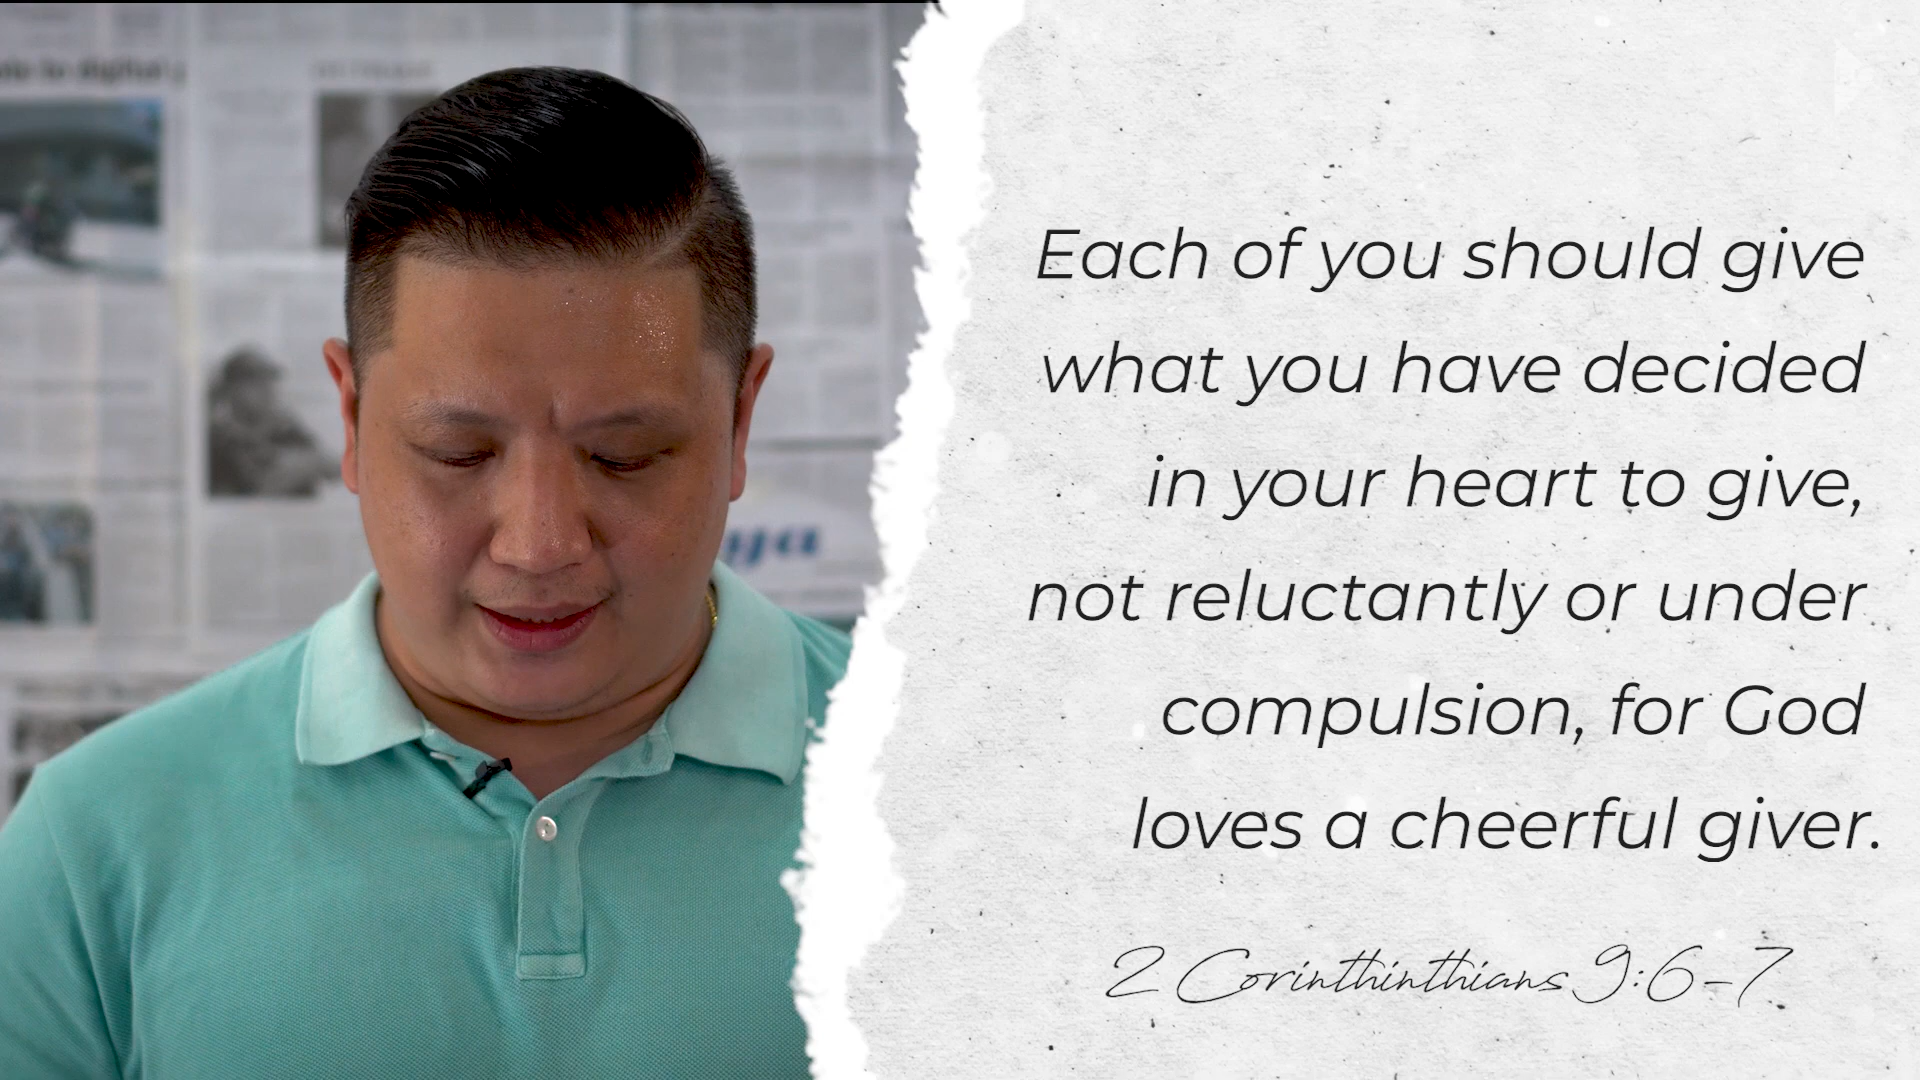 Each of you should give
what you have decided
in your heart to give,
not reluctantly or under
compulsion, for God
loves a cheerful giver.
2 Corinthinthians 9:6-7